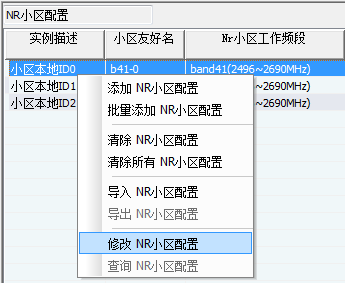 NR小区配置
实例描述 小区友好名 Nr小区工作频段
小区本地ID0 b41-0 band41(2496~2690MHz)
小区本地ID1 ~2690MHz)
小区本地ID2 ~2690MHz)
添加 NR小区配置
批量添加 NR小区配置
清除 NR小区配置
清除所有 NR小区配置
导入 NR小区配置
导出 NR小区配置
修改 NR小区配置
查询 NR小区配置